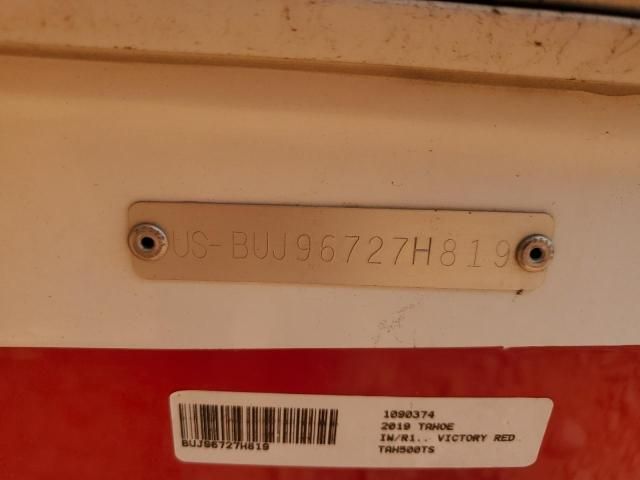 US-BUJ96727H819
BUJ96727H819
1090374
2019 TAHOE
IW/R1.. VICTORY RED
TAH500TS